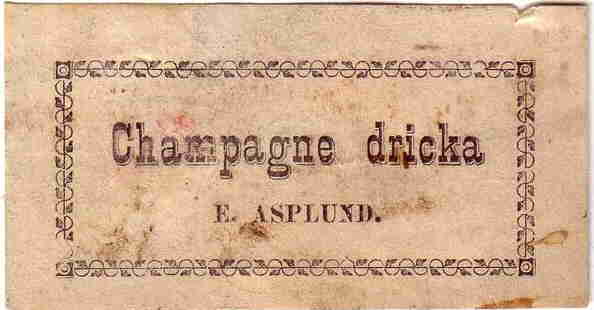 Champagne dricka
E. ASPLUND.